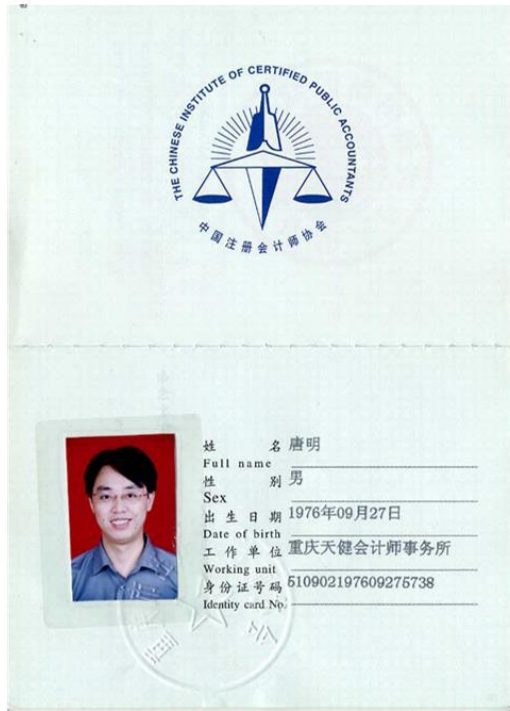 THE CHINESE INSTITUTE OF CERTIFIED PUBLIC ACCOUNTANTS
中国注册会计师协会
姓 名 唐明
Full name
性 别 男
Sex
出生日期 1976年09月27日
Date of birth
工作单位 重庆天健会计师事务所
Working unit
身份证号码 510902197609275738
Identity card No.